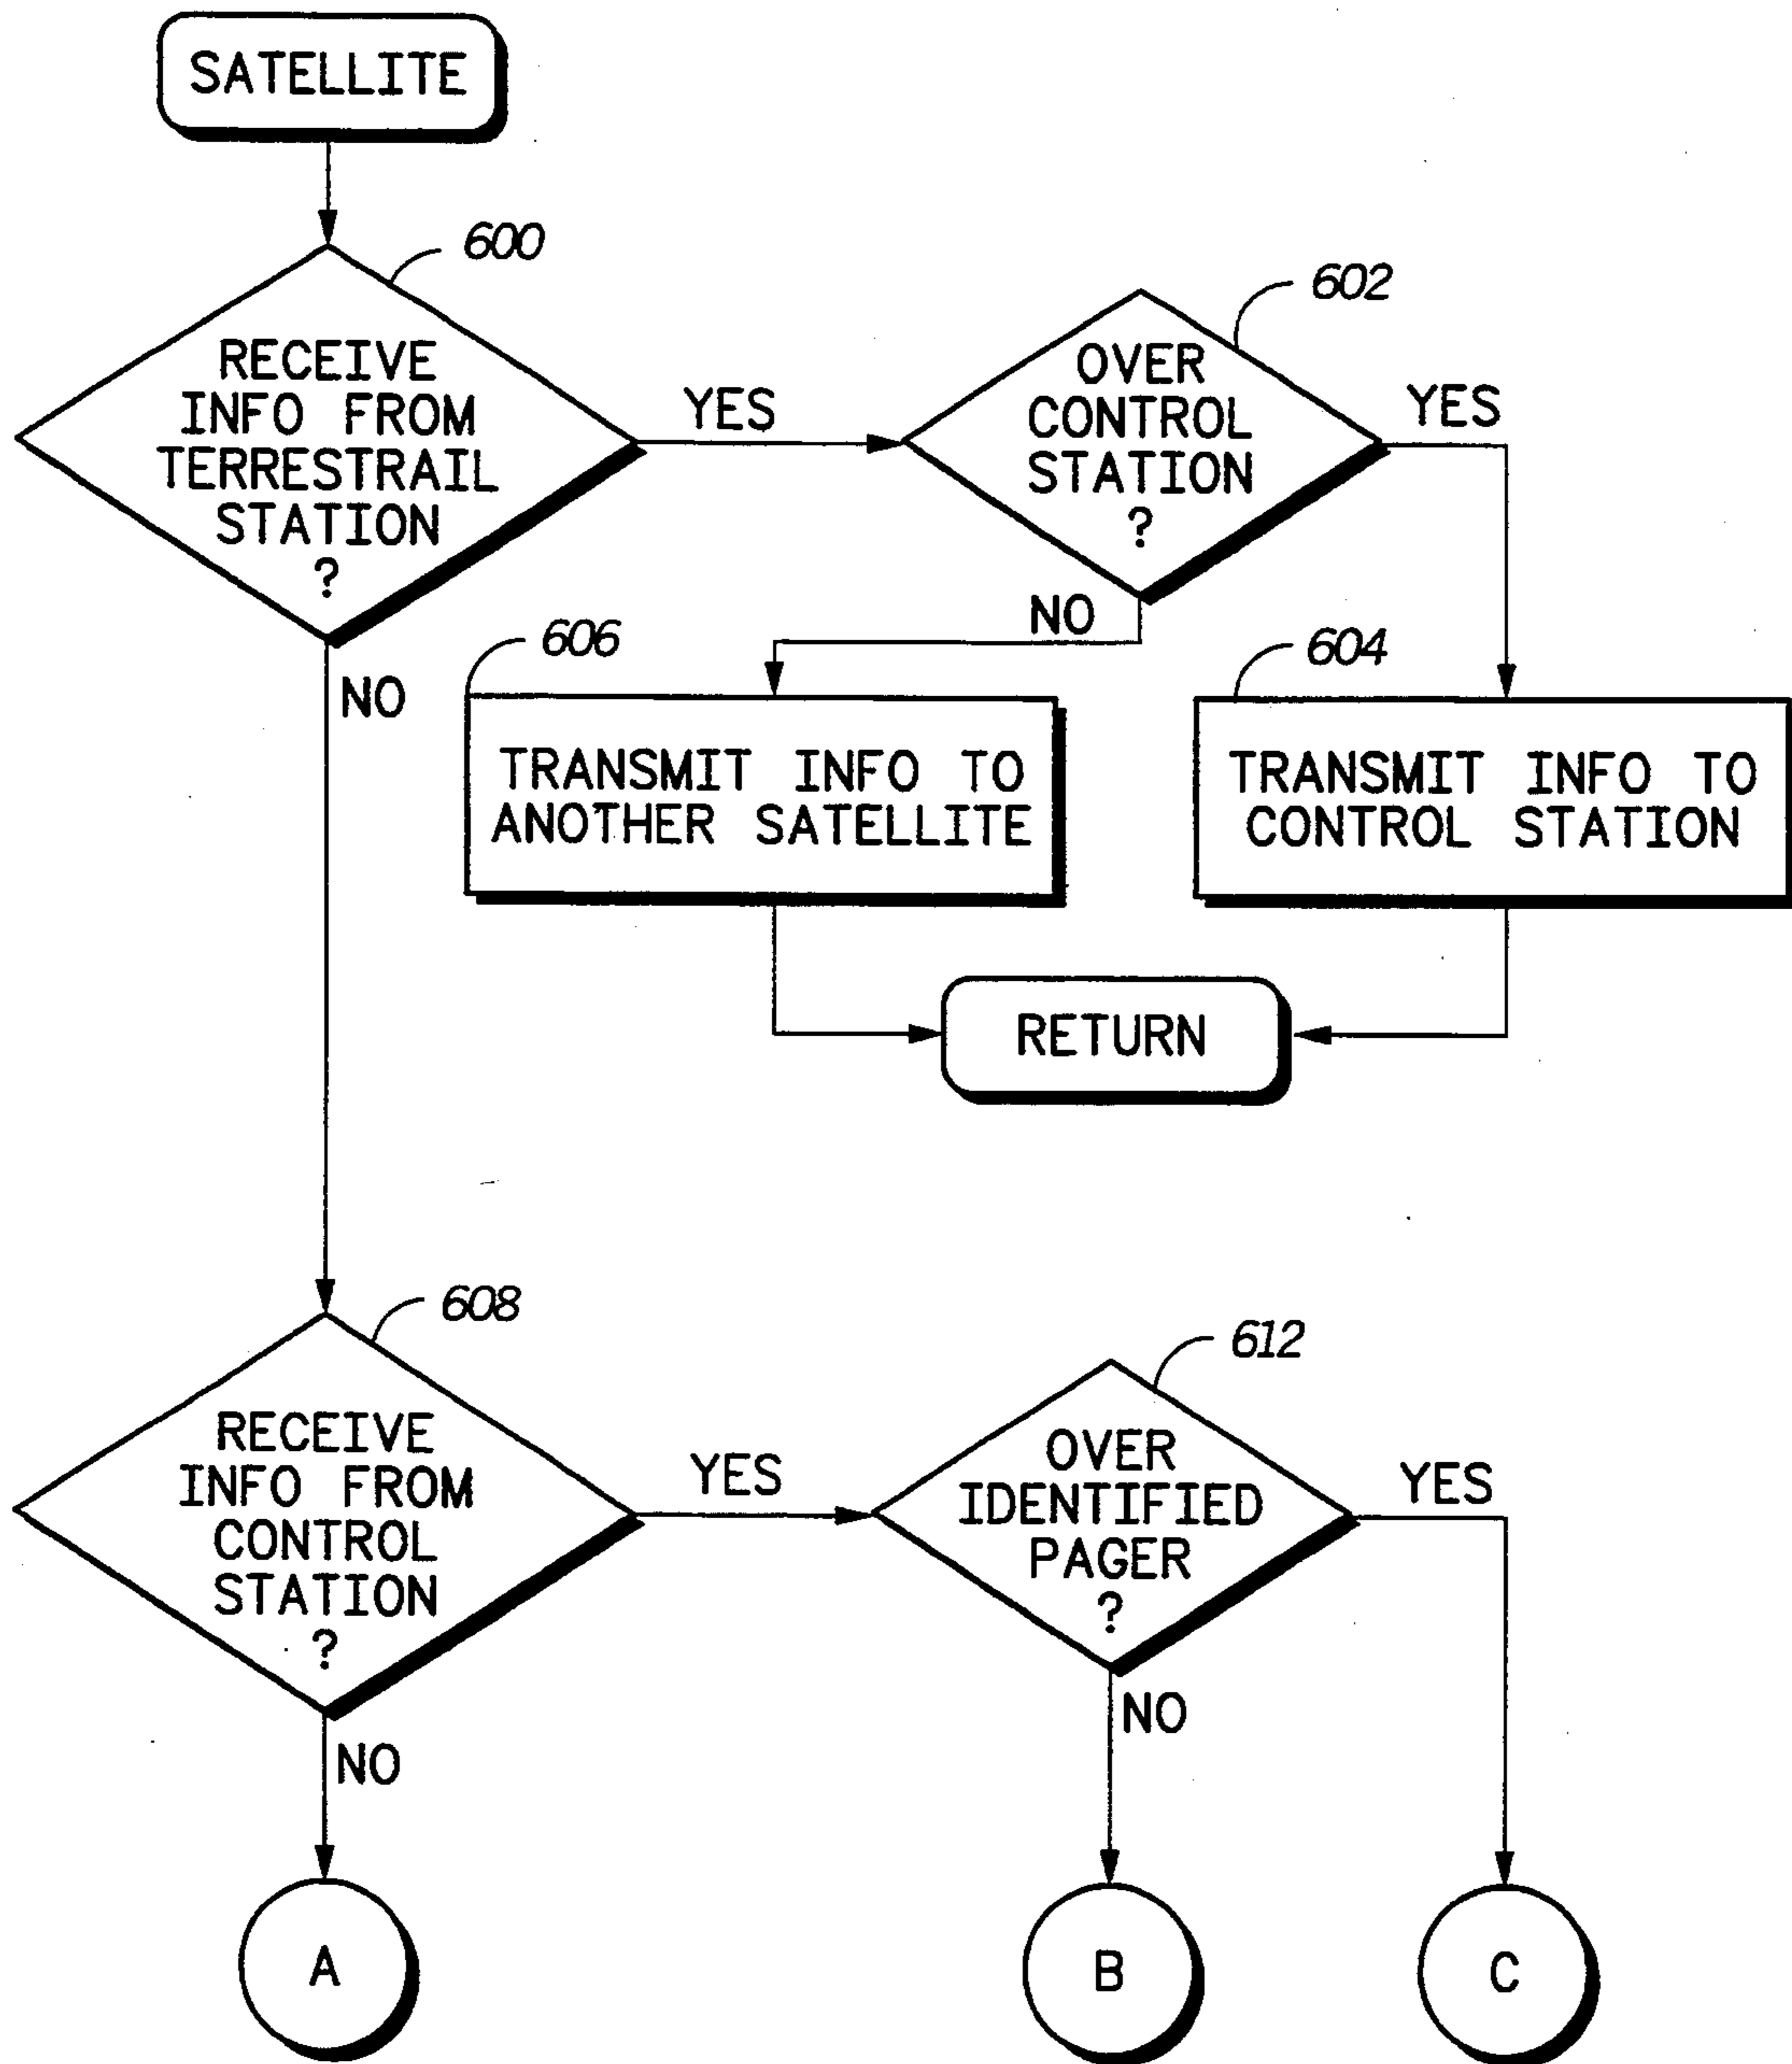 SATELLITE
600
RECEIVE
INFO FROM
TERRESTRAIL
STATION
?
YES
NO
602
OVER
CONTROL
STATION
?
YES
NO
606
TRANSMIT INFO TO
ANOTHER SATELLITE
604
TRANSMIT INFO TO
CONTROL STATION
RETURN
608
RECEIVE
INFO FROM
CONTROL
STATION
?
YES
NO
612
OVER
IDENTIFIED
PAGER
?
YES
NO
A
B
C